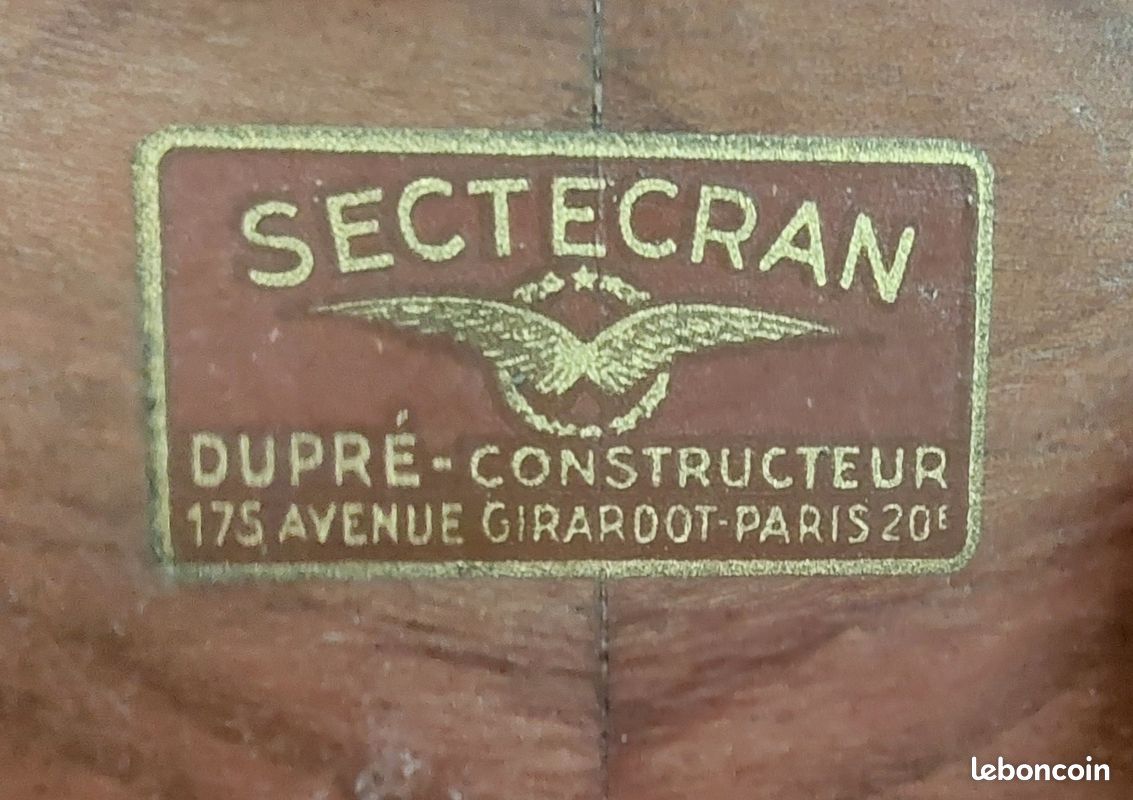 SECTECRAN
DUPRÉ-CONSTRUCTEUR
175, AVENUE GIRARDOT-PARIS 20E
leboncoin